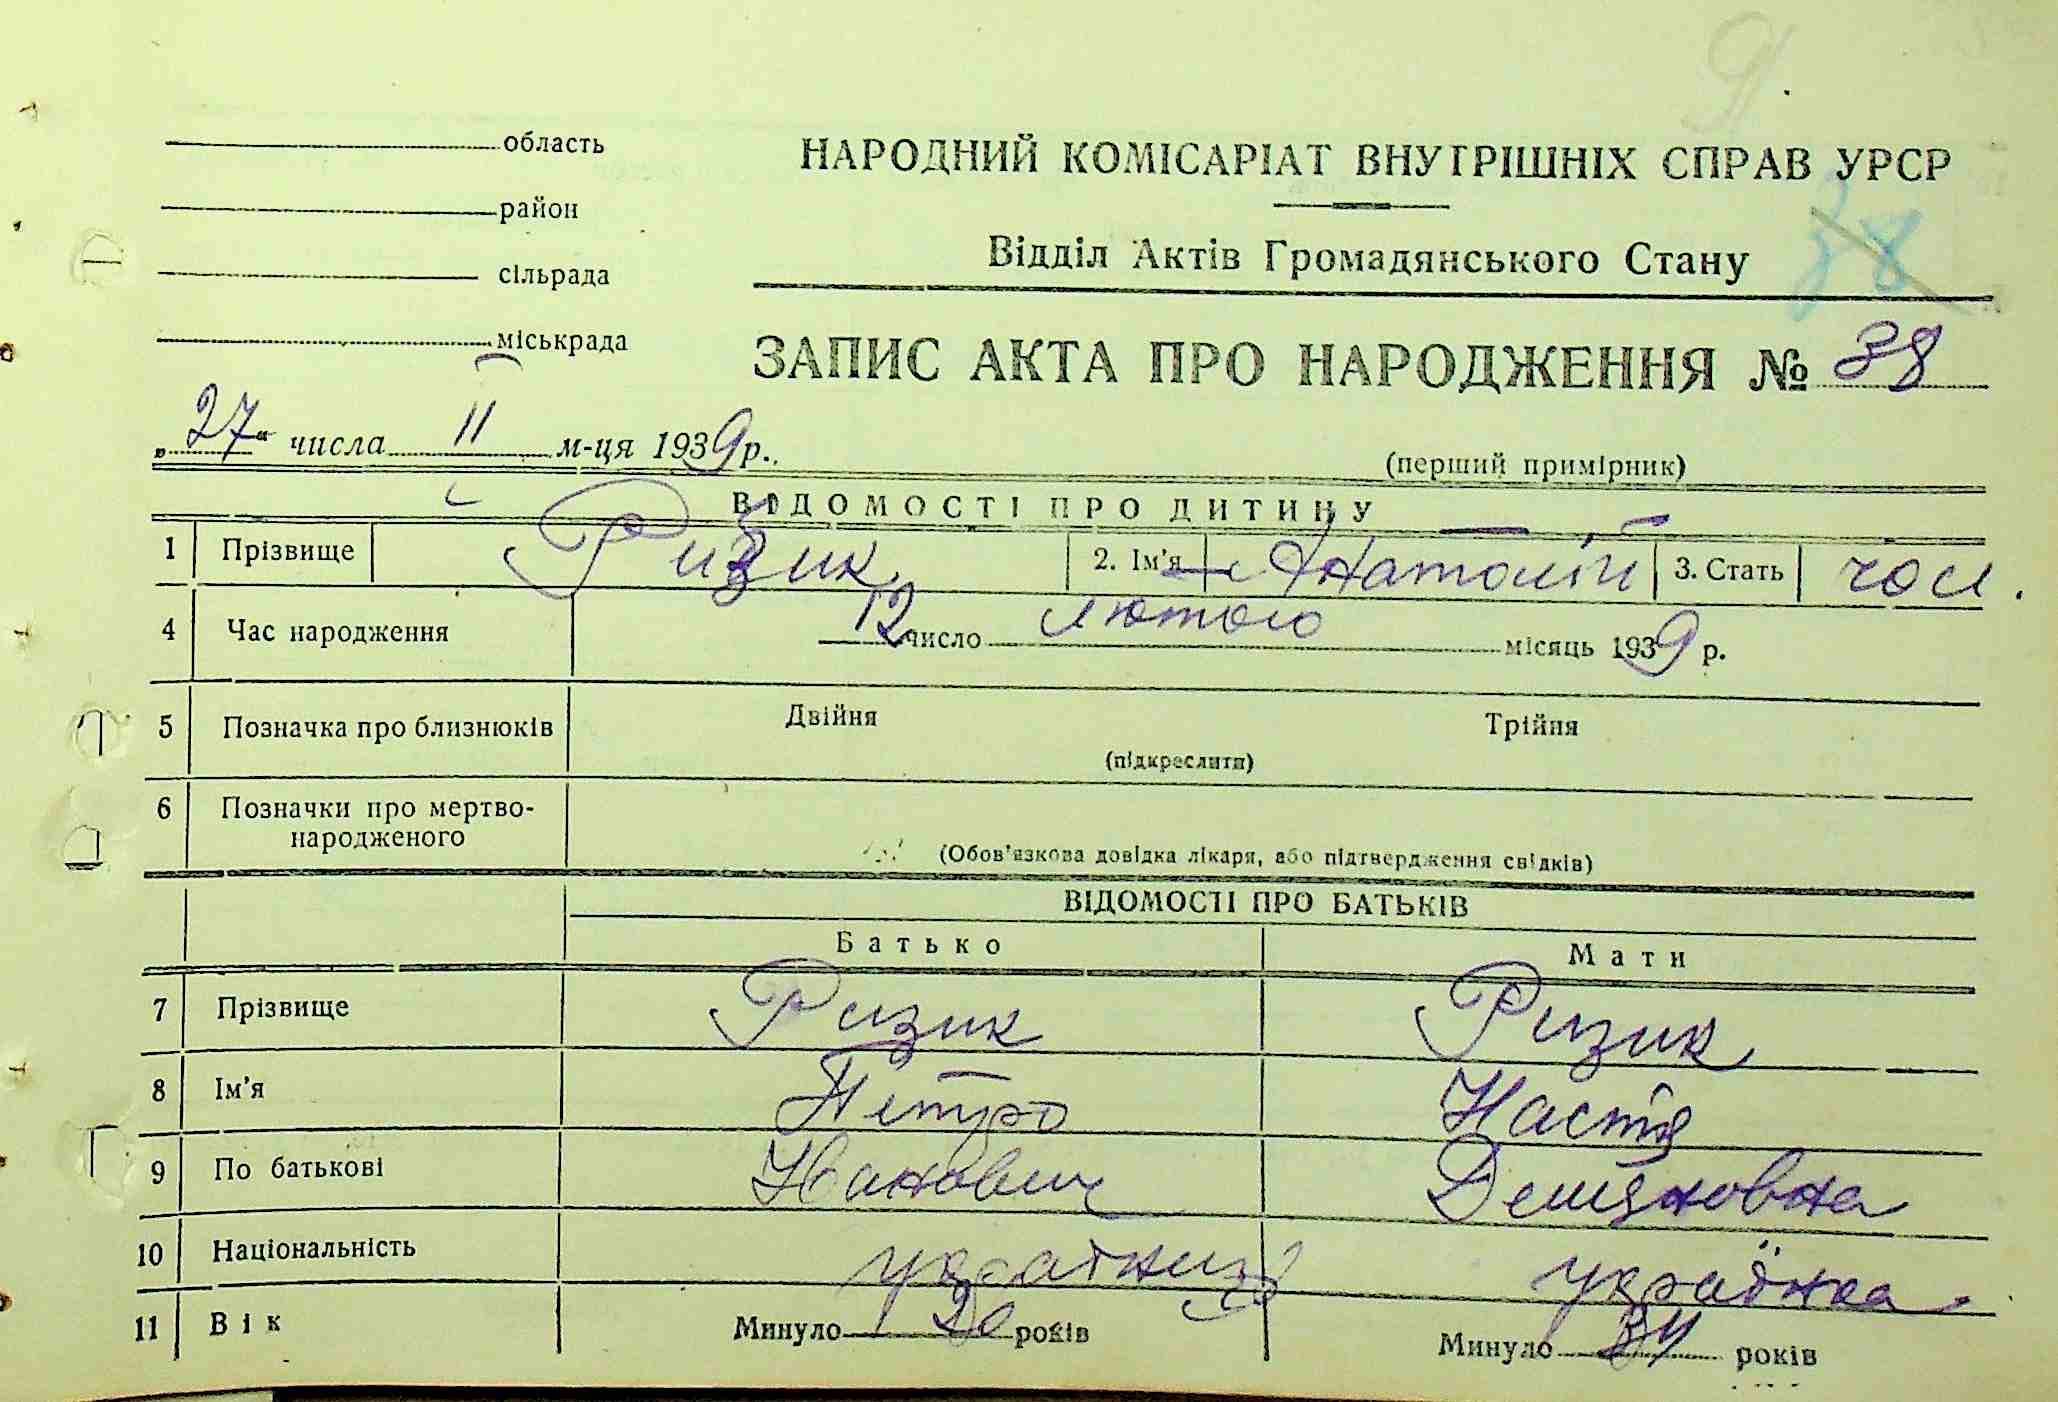 область
НАРОДНИЙ КОМІСАРІАТ ВНУТРІШНІХ СПРАВ УРСР
район
Відділ Актів Громадянського Стану
38
сільрада
міськрада
ЗАПИС АКТА ПРО НАРОДЖЕННЯ № 38
„27“ числа II м-ця 1939 р.
(перший примірник)
ВІДОМОСТІ ПРО ДИТИНУ
1 Прізвище Ризик 2. Ім'я Анатолій 3. Стать чол.
4 Час народження 12 число лютого місяць 1939 р.
5 Позначка про близнюків Двійня Трійня
(підкреслити)
6 Позначки про мертво-
народженого
(Обов'язкова довідка лікаря, або підтвердження свідків)
ВІДОМОСТІ ПРО БАТЬКІВ
Батько Мати
7 Прізвище Ризик Ризик
8 Ім'я Петро Настя
9 По батькові Иванович Демяновна
10 Національність українка
11 Вік Минуло років Минуло 34 років